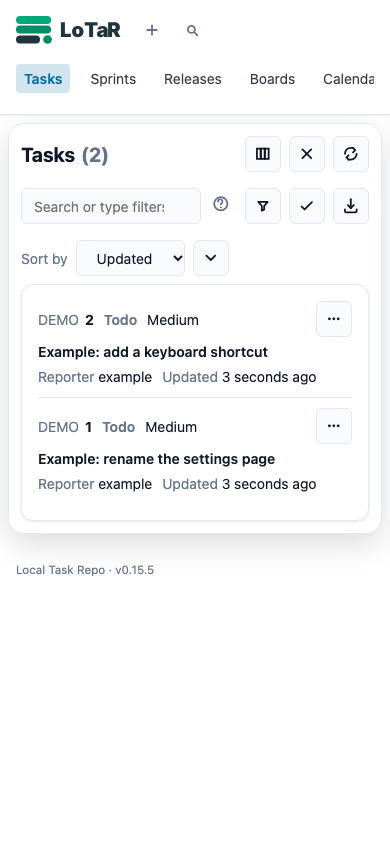 LoTaR
Tasks Sprints Releases Boards Calenda
Tasks (2)
Search or type filters
Sort by Updated
DEMO 2 Todo Medium
Example: add a keyboard shortcut
Reporter example Updated 3 seconds ago
DEMO 1 Todo Medium
Example: rename the settings page
Reporter example Updated 3 seconds ago
Local Task Repo · v0.15.5